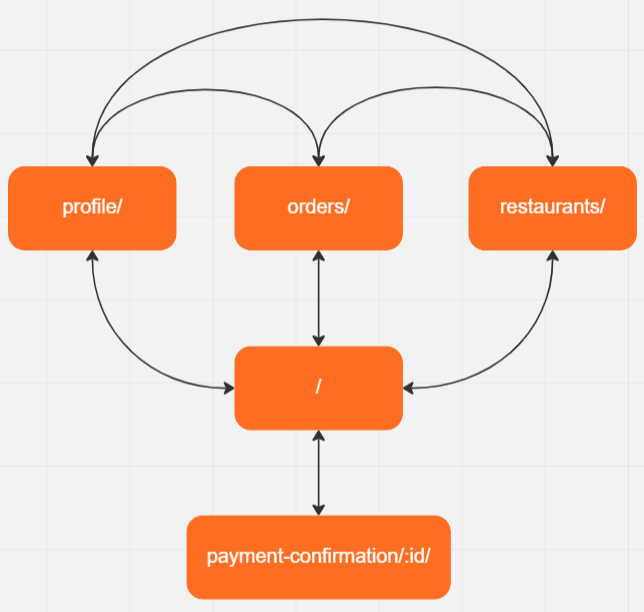 profile/
orders/
restaurants/
/
payment-confirmation/:id/